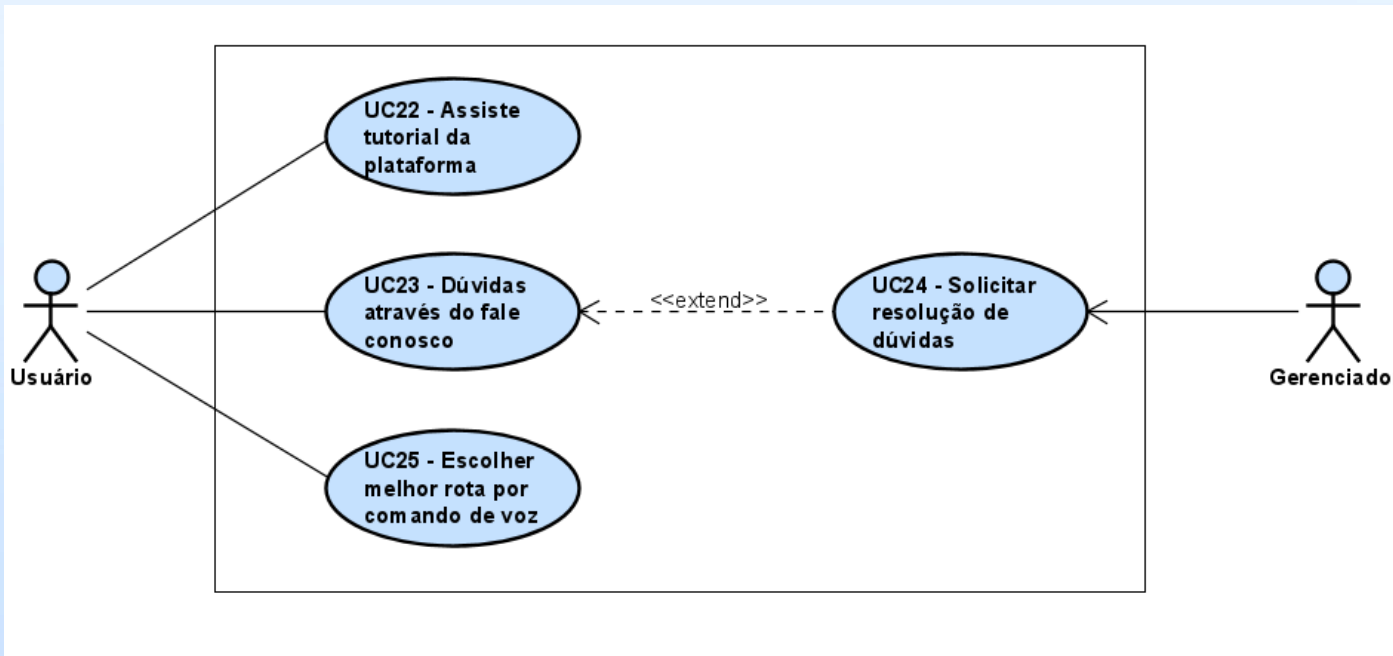 UC22 - Assiste
tutorial da
plataforma
UC23 - Dúvidas
através do fale
conosco
<<extend>>
UC24 - Solicitar
resolução de
dúvidas
Usuário
Gerenciado
UC25 - Escolher
melhor rota por
comando de voz